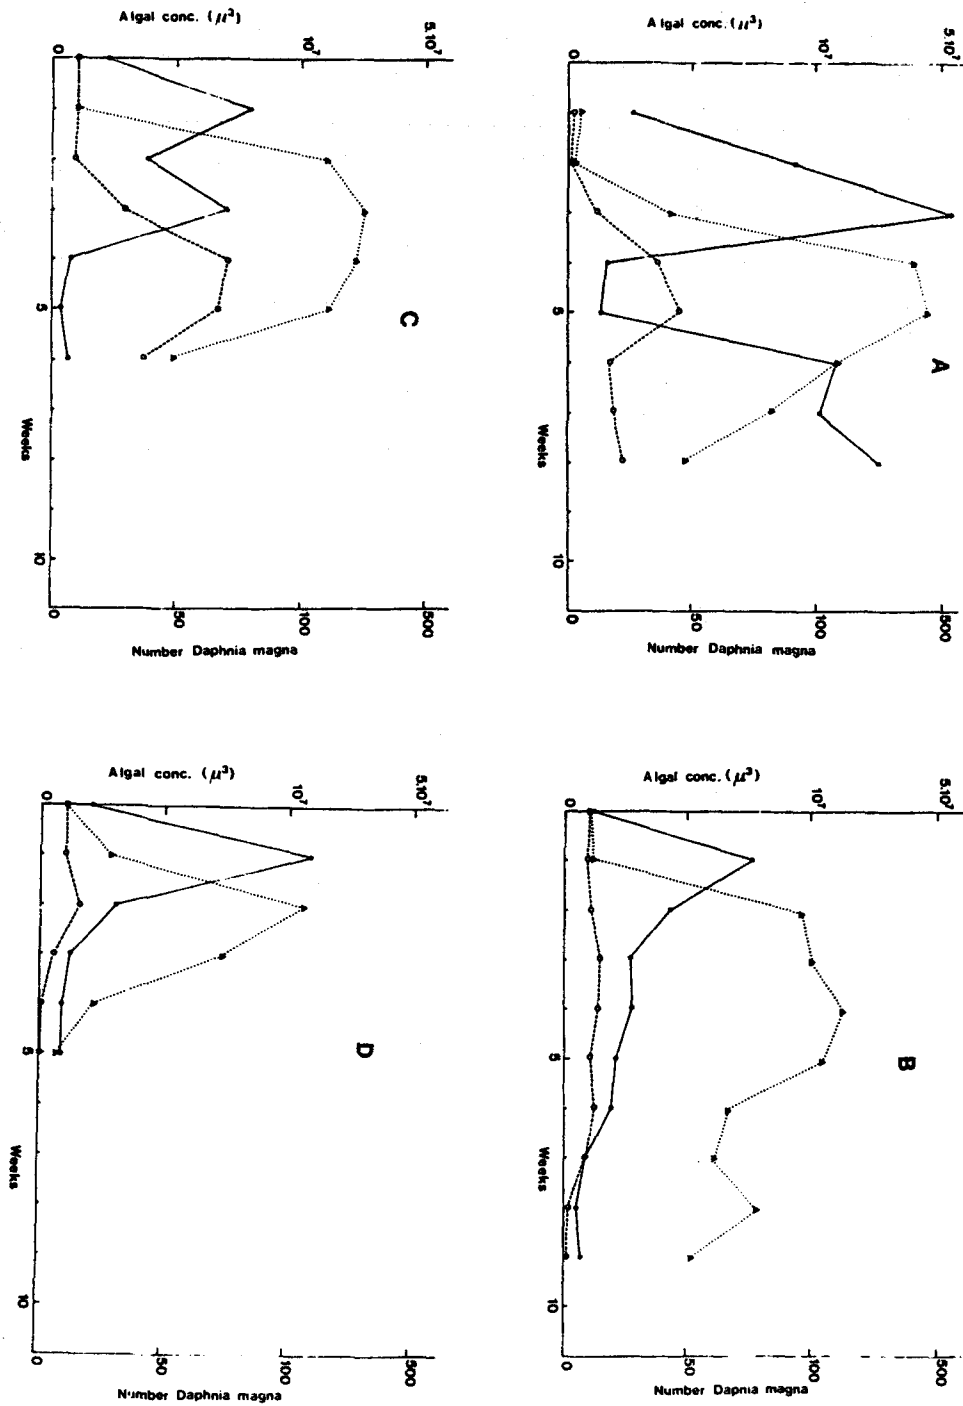 Algal conc. (μ³)
0
10⁷
5.10⁷
C
5
10
Weeks
0
50
100
500
Number Daphnia magna
Algal conc. (μ³)
0
10⁷
5.10⁷
A
5
10
Weeks
0
50
100
500
Number Daphnia magna
Algal conc. (μ³)
0
10⁷
5.10⁷
D
5
10
Weeks
0
50
100
500
Number Daphnia magna
Algal conc. (μ³)
0
10⁷
5.10⁷
B
5
10
Weeks
0
50
100
500
Number Dapnia magna